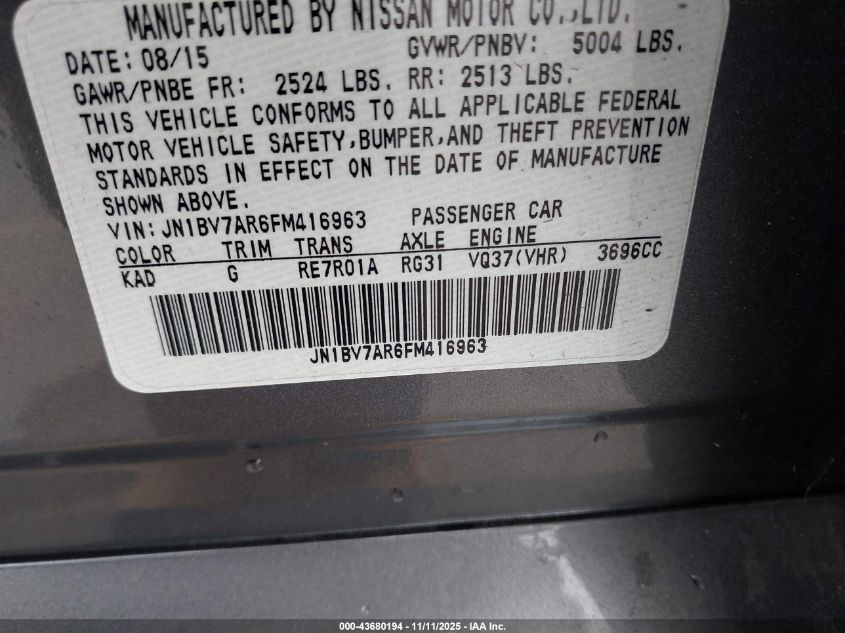 MANUFACTURED BY NISSAN MOTOR CO.,LTD.
DATE: 08/15 GVWR/PNBV: 5004 LBS.
GAWR/PNBE FR: 2524 LBS. RR: 2513 LBS.
THIS VEHICLE CONFORMS TO ALL APPLICABLE FEDERAL
MOTOR VEHICLE SAFETY,BUMPER,AND THEFT PREVENTION
STANDARDS IN EFFECT ON THE DATE OF MANUFACTURE
SHOWN ABOVE.
VIN: JN1BV7AR6FM416963 PASSENGER CAR
COLOR TRIM TRANS AXLE ENGINE
KAD G RE7R01A RG31 VQ37(VHR) 3696CC
JN1BV7AR6FM416963
000-43680194 - 11/11/2025 - IAA Inc.